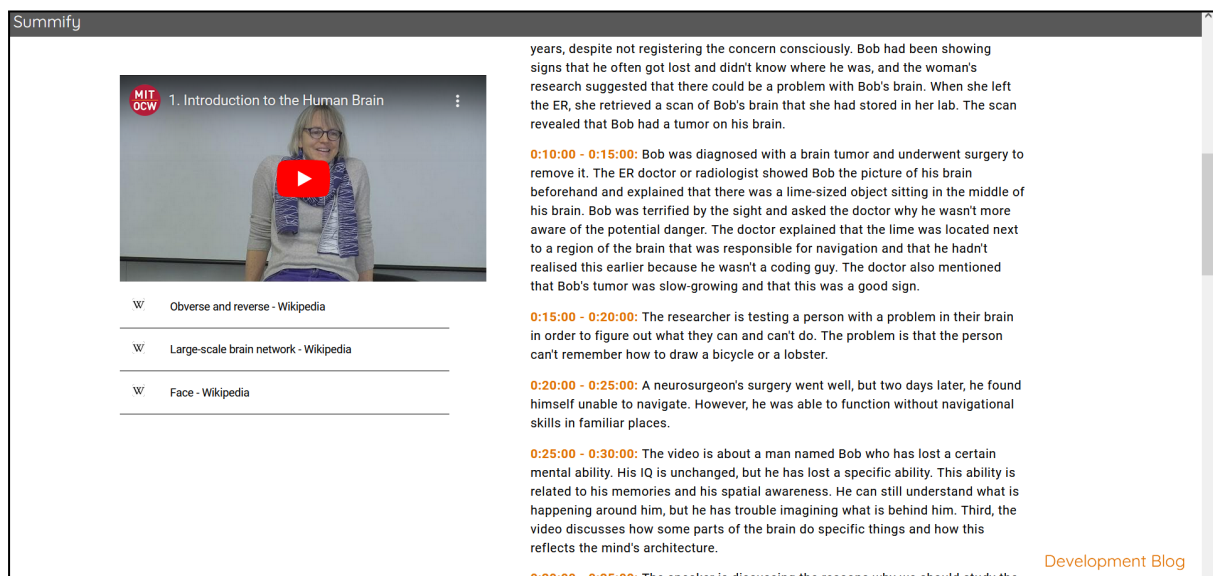 Summify
MIT
OCW
1. Introduction to the Human Brain
Obverse and reverse - Wikipedia
Large-scale brain network - Wikipedia
Face - Wikipedia
years, despite not registering the concern consciously. Bob had been showing
signs that he often got lost and didn't know where he was, and the woman's
research suggested that there could be a problem with Bob's brain. When she left
the ER, she retrieved a scan of Bob's brain that she had stored in her lab. The scan
revealed that Bob had a tumor on his brain.
0:10:00 - 0:15:00: Bob was diagnosed with a brain tumor and underwent surgery to
remove it. The ER doctor or radiologist showed Bob the picture of his brain
beforehand and explained that there was a lime-sized object sitting in the middle of
his brain. Bob was terrified by the sight and asked the doctor why he wasn't more
aware of the potential danger. The doctor explained that the lime was located next
to a region of the brain that was responsible for navigation and that he hadn't
realised this earlier because he wasn't a coding guy. The doctor also mentioned
that Bob's tumor was slow-growing and that this was a good sign.
0:15:00 - 0:20:00: The researcher is testing a person with a problem in their brain
in order to figure out what they can and can't do. The problem is that the person
can't remember how to draw a bicycle or a lobster.
0:20:00 - 0:25:00: A neurosurgeon's surgery went well, but two days later, he found
himself unable to navigate. However, he was able to function without navigational
skills in familiar places.
0:25:00 - 0:30:00: The video is about a man named Bob who has lost a certain
mental ability. His IQ is unchanged, but he has lost a specific ability. This ability is
related to his memories and his spatial awareness. He can still understand what is
happening around him, but he has trouble imagining what is behind him. Third, the
video discusses how some parts of the brain do specific things and how this
reflects the mind's architecture.
0:30:00 - 0:35:00: The speaker is discussing the reasons why we should study the
Development Blog